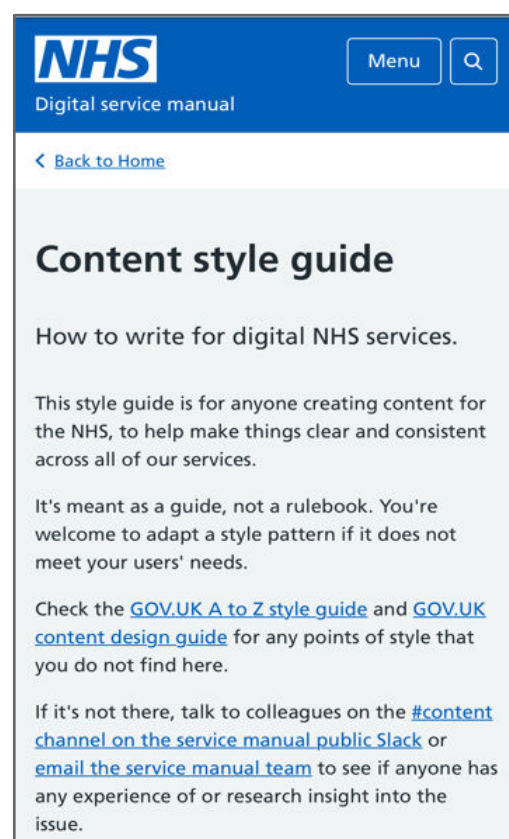 NHS
Menu
Digital service manual
Back to Home
Content style guide
How to write for digital NHS services.
This style guide is for anyone creating content for
the NHS, to help make things clear and consistent
across all of our services.
It's meant as a guide, not a rulebook. You're
welcome to adapt a style pattern if it does not
meet your users' needs.
Check the GOV.UK A to Z style guide and GOV.UK
content design guide for any points of style that
you do not find here.
If it's not there, talk to colleagues on the #content
channel on the service manual public Slack or
email the service manual team to see if anyone has
any experience of or research insight into the
issue.